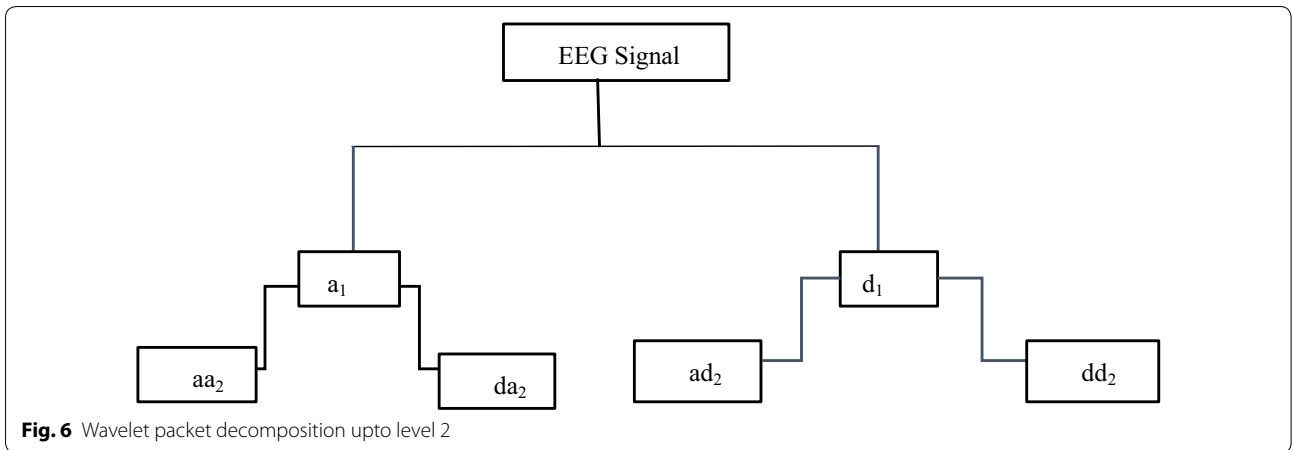 EEG Signal
a₁
d₁
aa₂
da₂
ad₂
dd₂
Fig. 6 Wavelet packet decomposition upto level 2